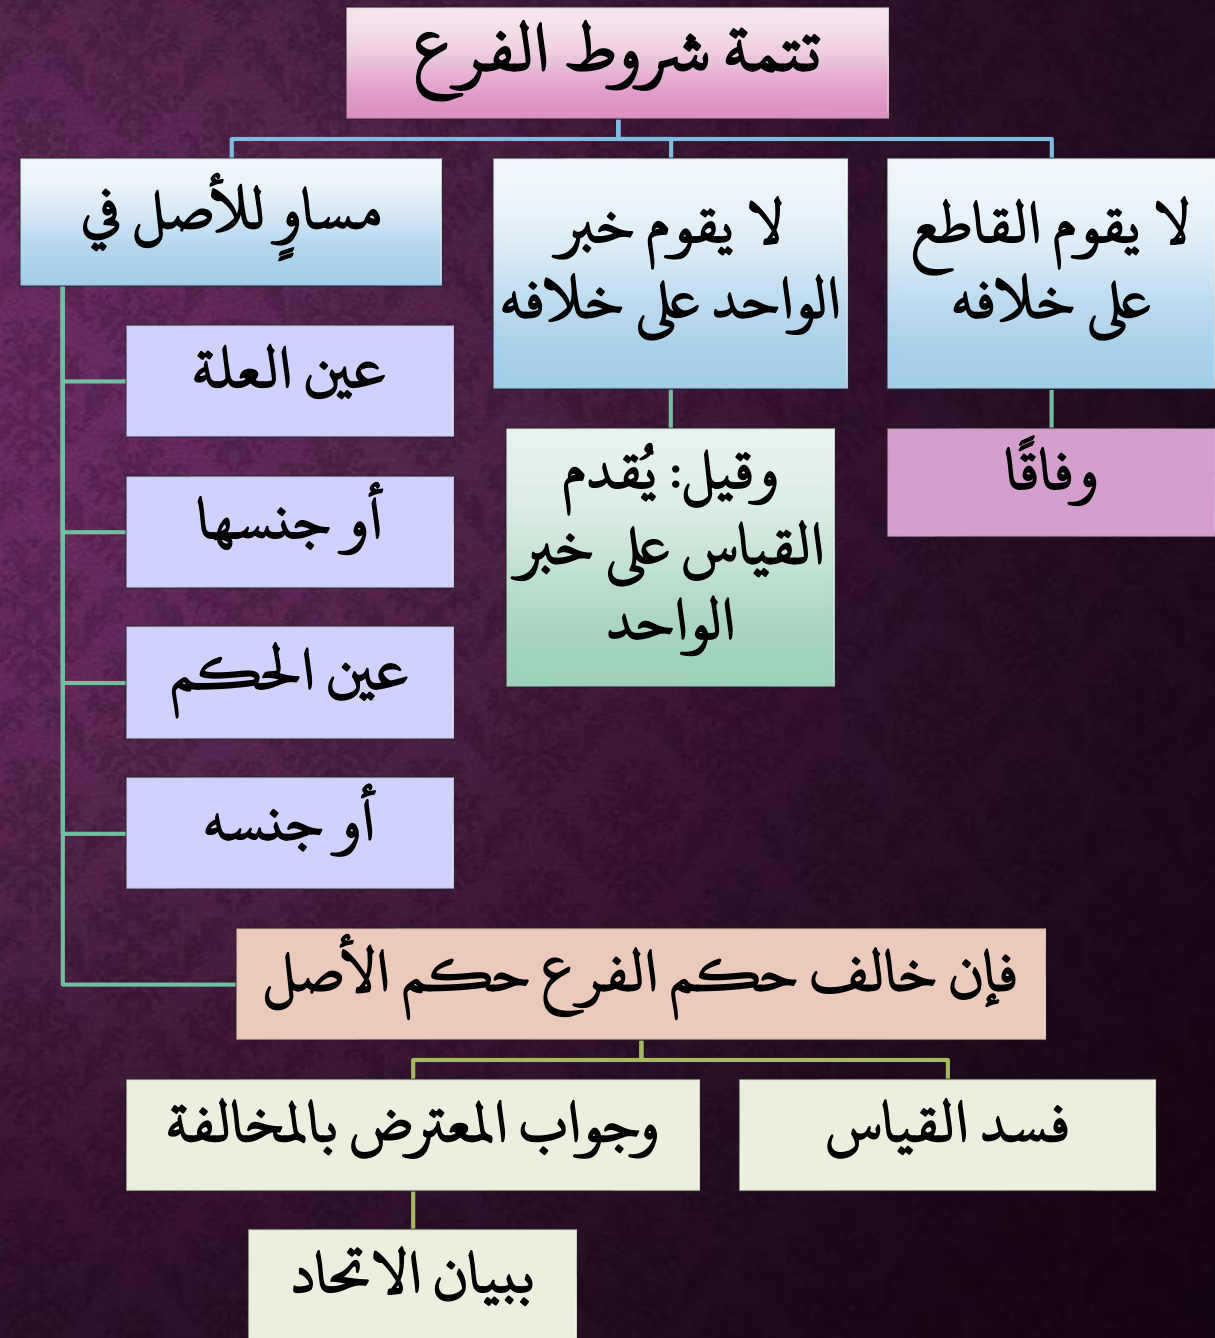 تتمة شروط الفرع
لا يقوم القاطع
على خلافه
وفاقًا
لا يقوم خبر
الواحد على خلافه
وقيل: يُقدم
القياس على خبر
الواحد
مساوٍ للأصل في
عين العلة
أو جنسها
عين الحكم
أو جنسه
فإن خالف حكم الفرع حكم الأصل
فسد القياس
وجواب المعترض بالمخالفة
ببيان الاتحاد